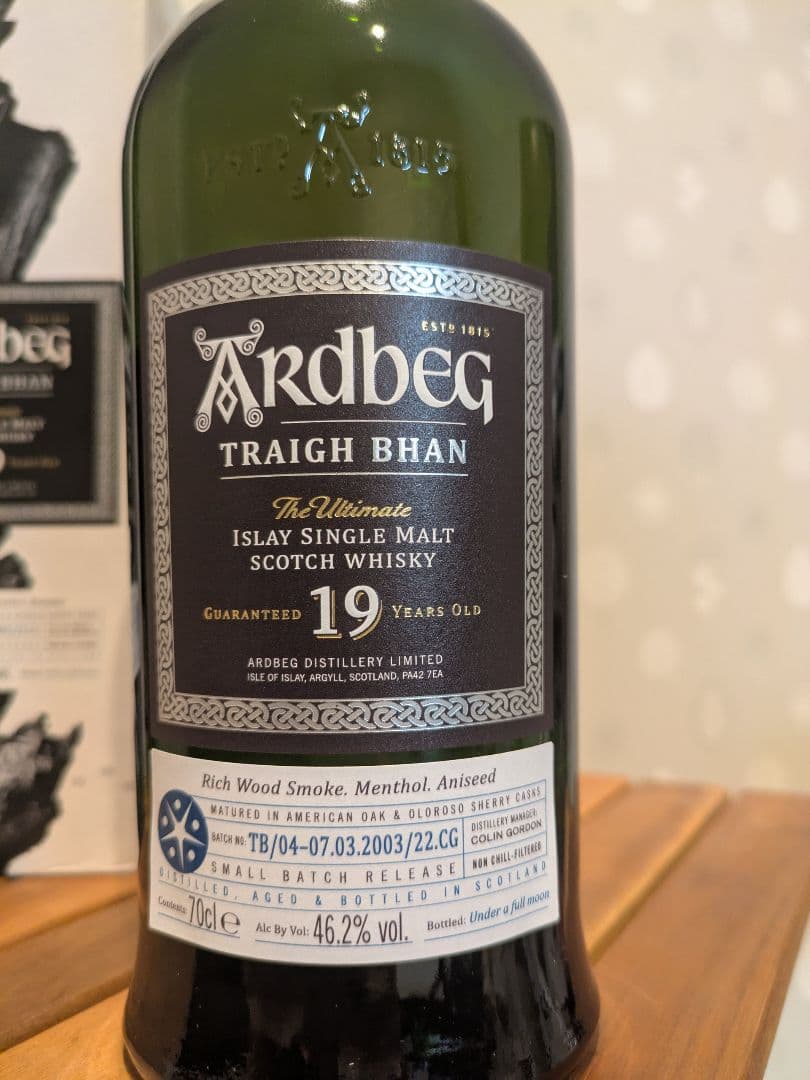 ESTD 1815
beg
BHAN
ESTD 1815
ARDBEG
TRAIGH BHAN
The Ultimate
ISLAY SINGLE MALT
SCOTCH WHISKY
GUARANTEED 19 YEARS OLD
ARDBEG DISTILLERY LIMITED
ISLE OF ISLAY, ARGYLL, SCOTLAND, PA42 7EA
Rich Wood Smoke. Menthol. Aniseed
MATURED IN AMERICAN OAK & OLOROSO SHERRY CASKS
BATCH NO: TB/04-07.03.2003/22.CG
DISTILLERY MANAGER:
COLIN GORDON
SMALL BATCH RELEASE
NON CHILL-FILTERED
DISTILLED, AGED & BOTTLED IN SCOTLAND
Contents: 70cl e
Alc By Vol: 46.2% vol.
Bottled: Under a full moon